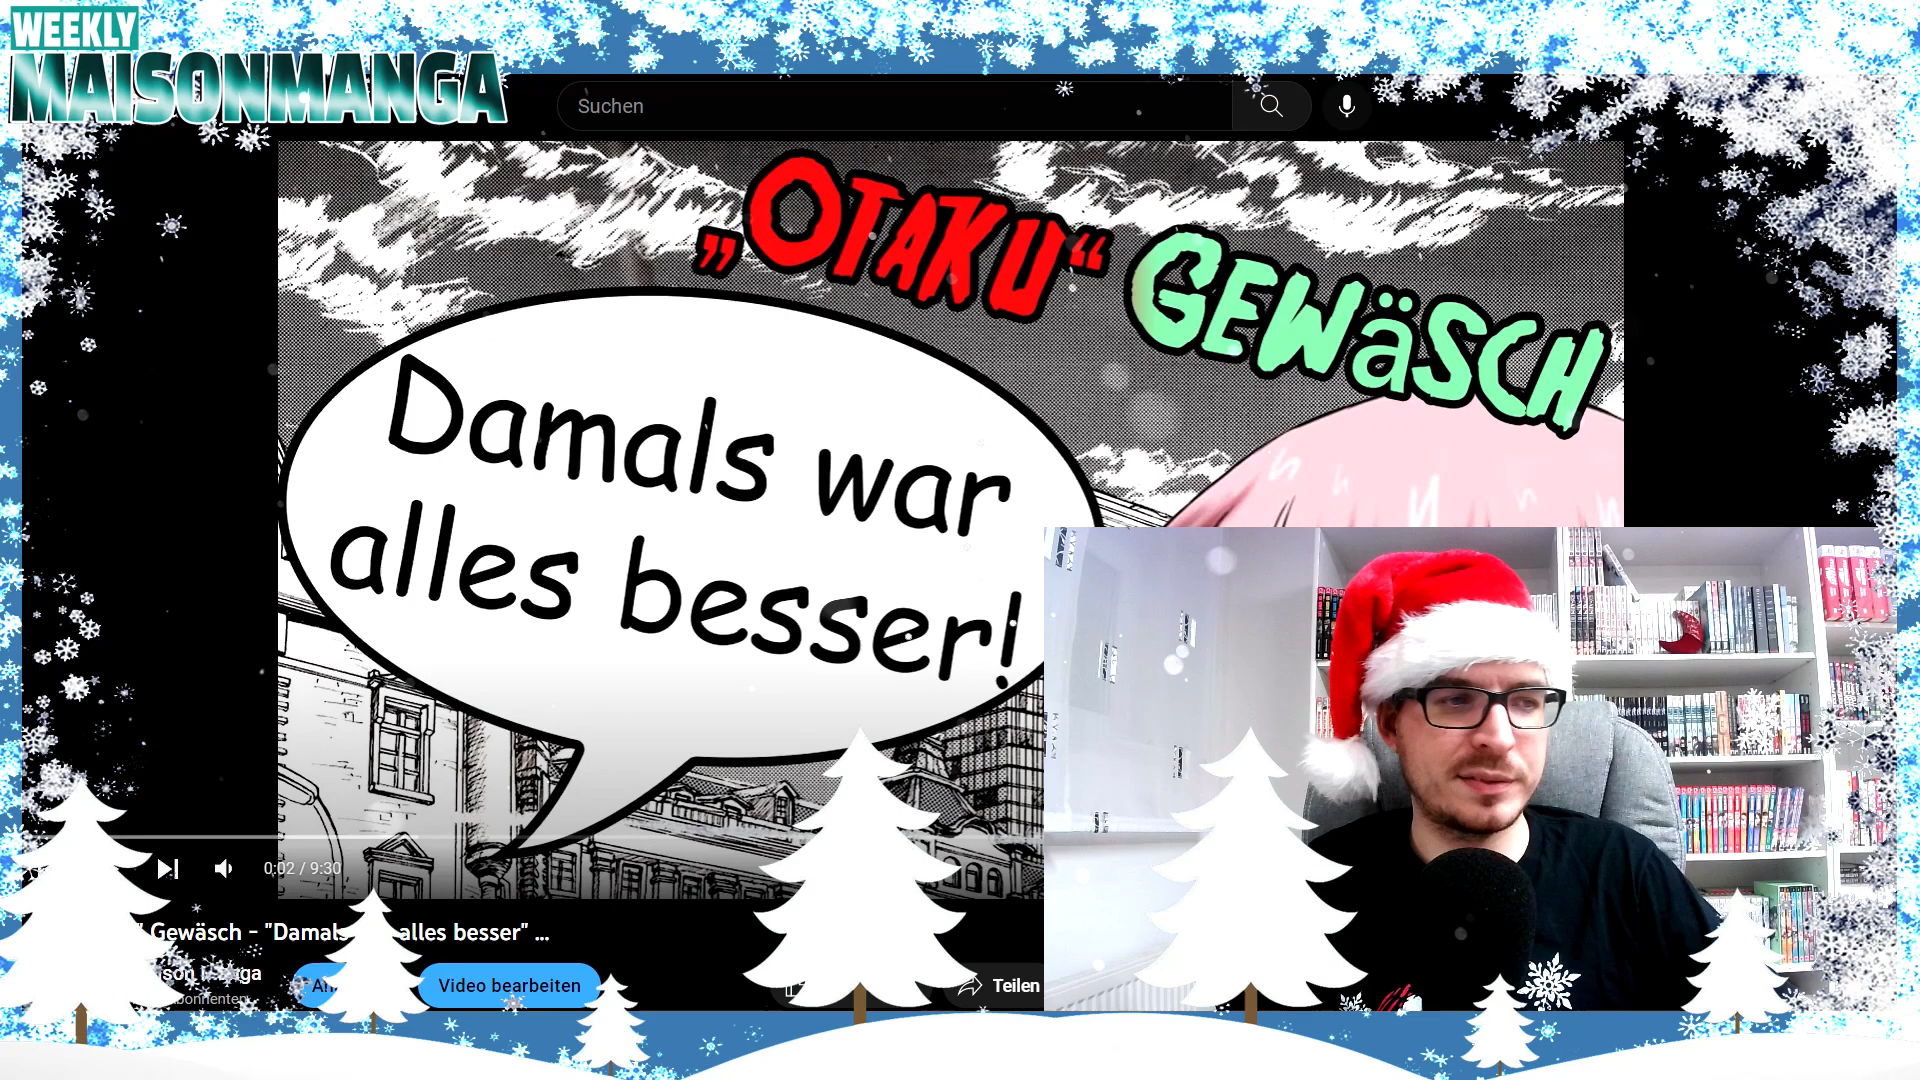 WEEKLY
MAISONMANGA
Suchen
„OTAKU“ GEWäSCH
Damals war
alles besser!
0:02 / 9:30
Gewäsch - "Damals alles besser" ...
Video bearbeiten
Teilen